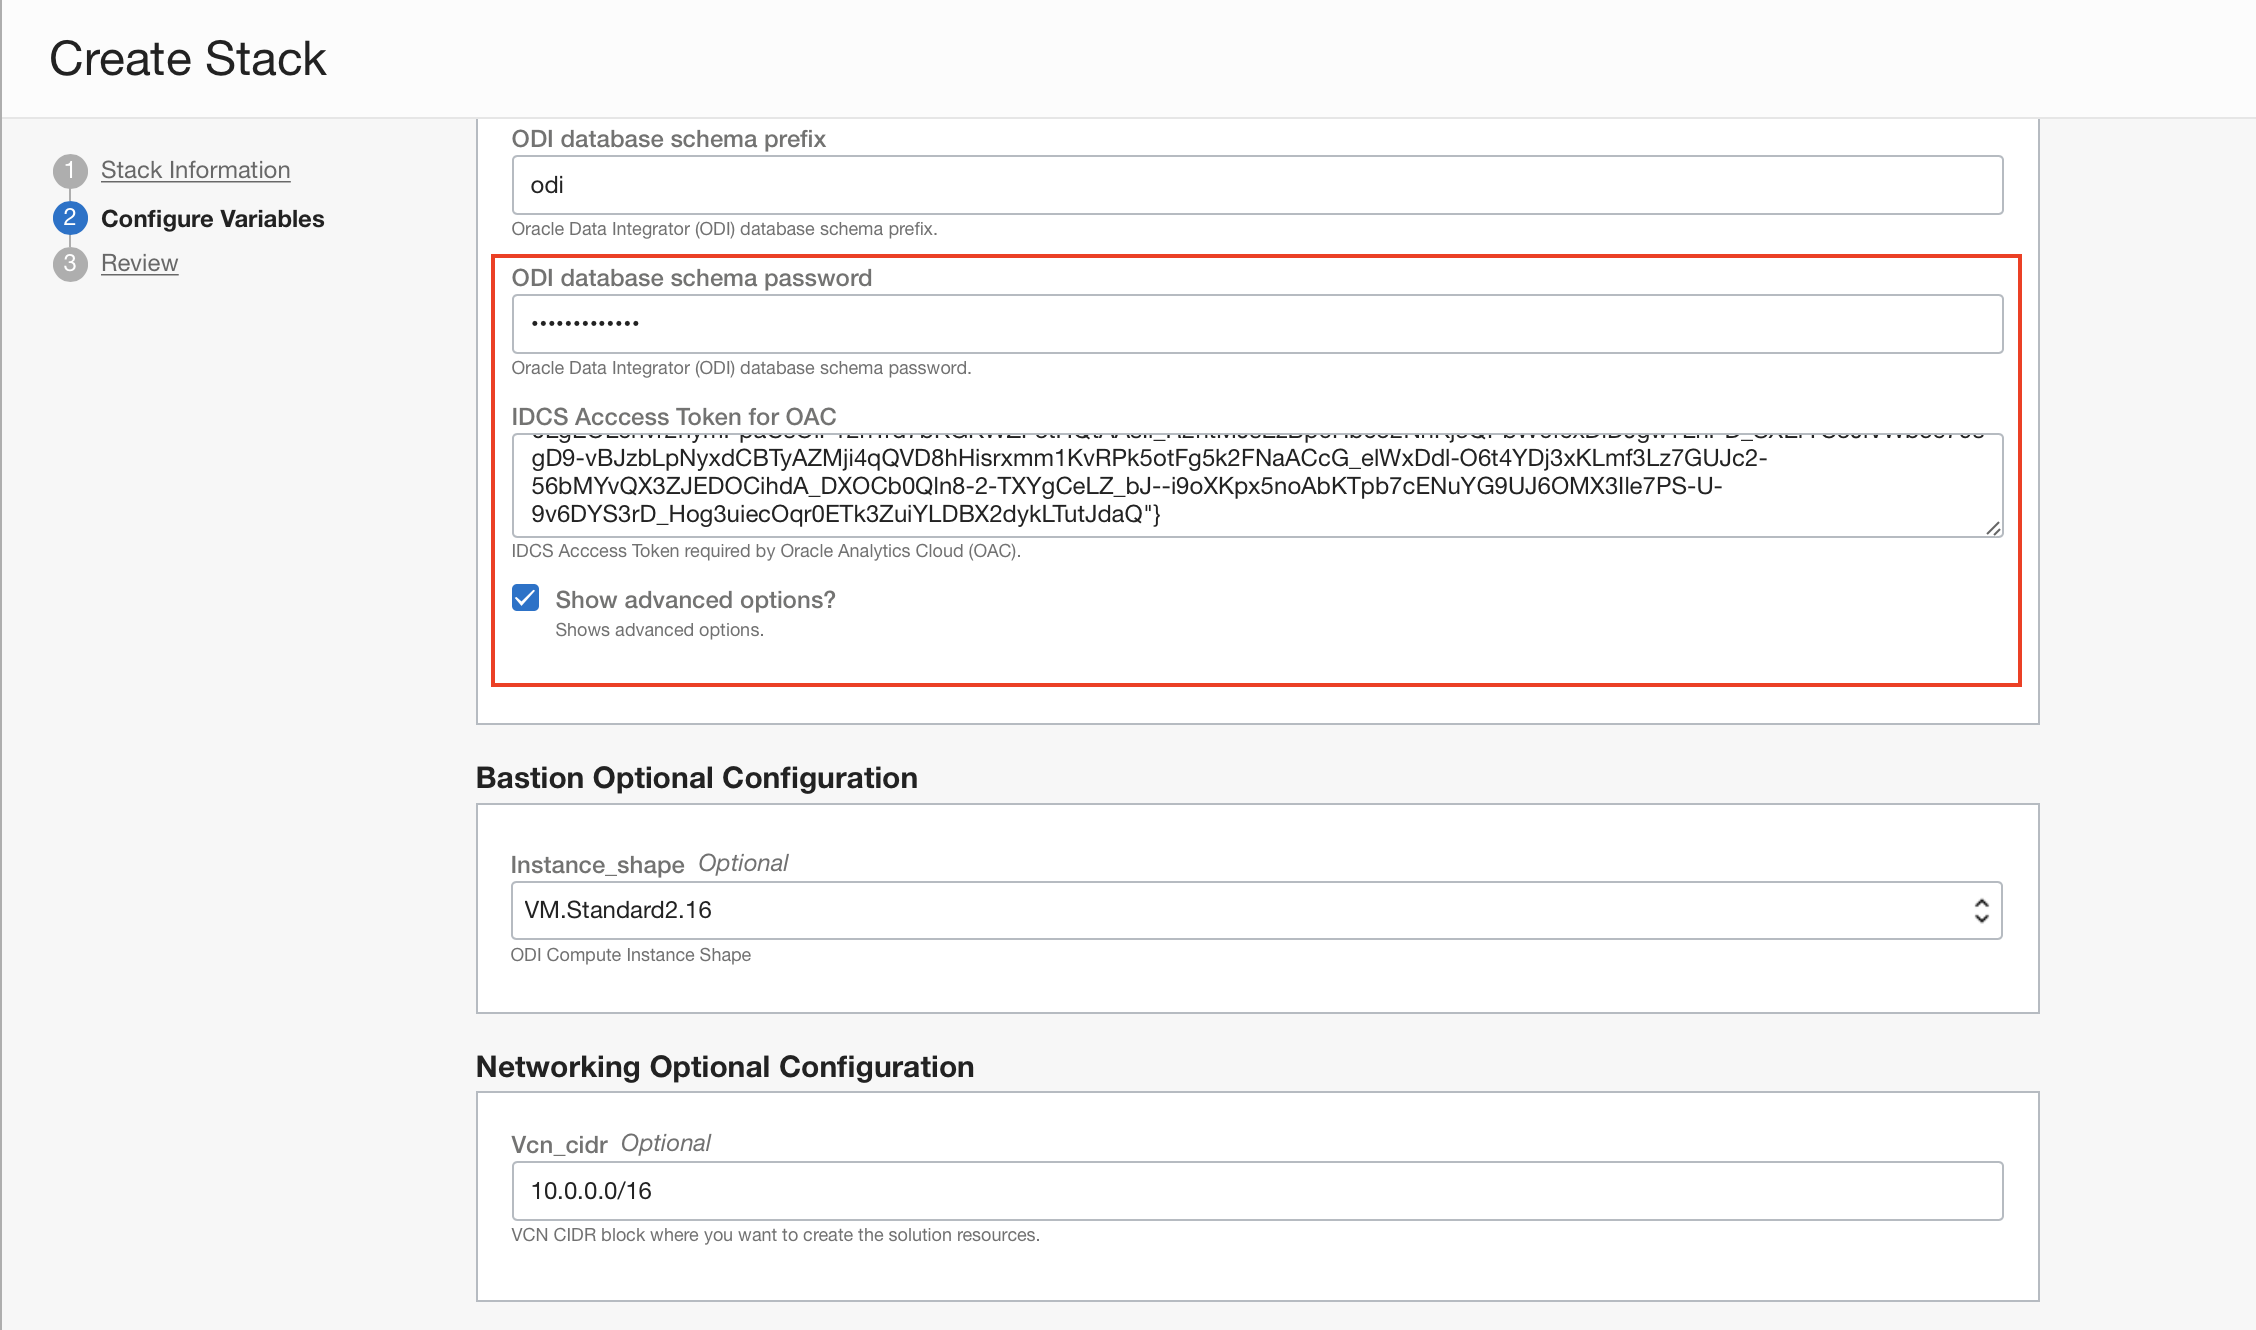 Create Stack
1 Stack Information
2 Configure Variables
3 Review
ODI database schema prefix
odi
Oracle Data Integrator (ODI) database schema prefix.
ODI database schema password
•••••••••••••
Oracle Data Integrator (ODI) database schema password.
IDCS Acccess Token for OAC
gD9-vBJzbLpNyxdCBTyAZMji4qQVD8hHisrxmm1KvRPk5otFg5k2FNaACcG_elWxDdl-O6t4YDj3xKLmf3Lz7GUJc2-
56bMYvQX3ZJEDOCihdA_DXOCb0Qln8-2-TXYgCeLZ_bJ--i9oXKpx5noAbKTpb7cENuYG9UJ6OMX3Ile7PS-U-
9v6DYS3rD_Hog3uiecOqr0ETk3ZuiYLDBX2dykLTutJdaQ"}
IDCS Acccess Token required by Oracle Analytics Cloud (OAC).
Show advanced options?
Shows advanced options.
Bastion Optional Configuration
Instance_shape Optional
VM.Standard2.16
ODI Compute Instance Shape
Networking Optional Configuration
Vcn_cidr Optional
10.0.0.0/16
VCN CIDR block where you want to create the solution resources.